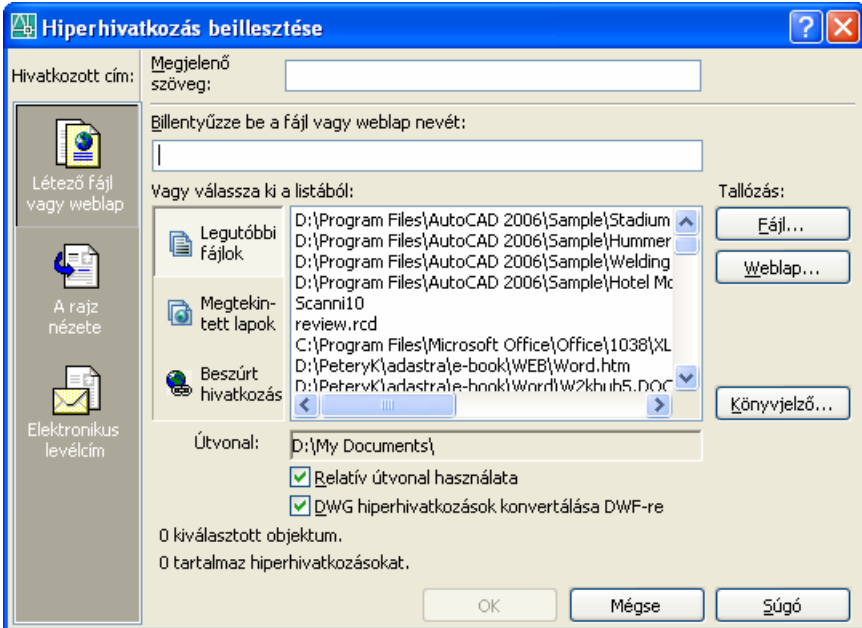 Hiperhivatkozás beillesztése
Hivatkozott cím:
Megjelenő
szöveg:
Billentyűzze be a fájl vagy weblap nevét:
Létező fájl
vagy weblap
A rajz
nézete
Elektronikus
levélcím
Vagy válassza ki a listából:
Legutóbbi
fájlok
Megtekin-
tett lapok
Beszúrt
hivatkozás
D:\Program Files\AutoCAD 2006\Sample\Stadium
D:\Program Files\AutoCAD 2006\Sample\Hummer
D:\Program Files\AutoCAD 2006\Sample\Welding
D:\Program Files\AutoCAD 2006\Sample\Hotel Mo
Scanni10
review.rcd
C:\Program Files\Microsoft Office\Office\1038\XL
D:\PeteryK\adastra\e-book\WEB\Word.htm
D:\PeteryK\adastra\e-book\Word\W2khuh5.DOC
Tallózás:
Fájl...
Weblap...
Könyvjelző...
Útvonal:
D:\My Documents\
Relatív útvonal használata
DWG hiperhivatkozások konvertálása DWF-re
0 kiválasztott objektum.
0 tartalmaz hiperhivatkozásokat.
OK
Mégse
Súgó